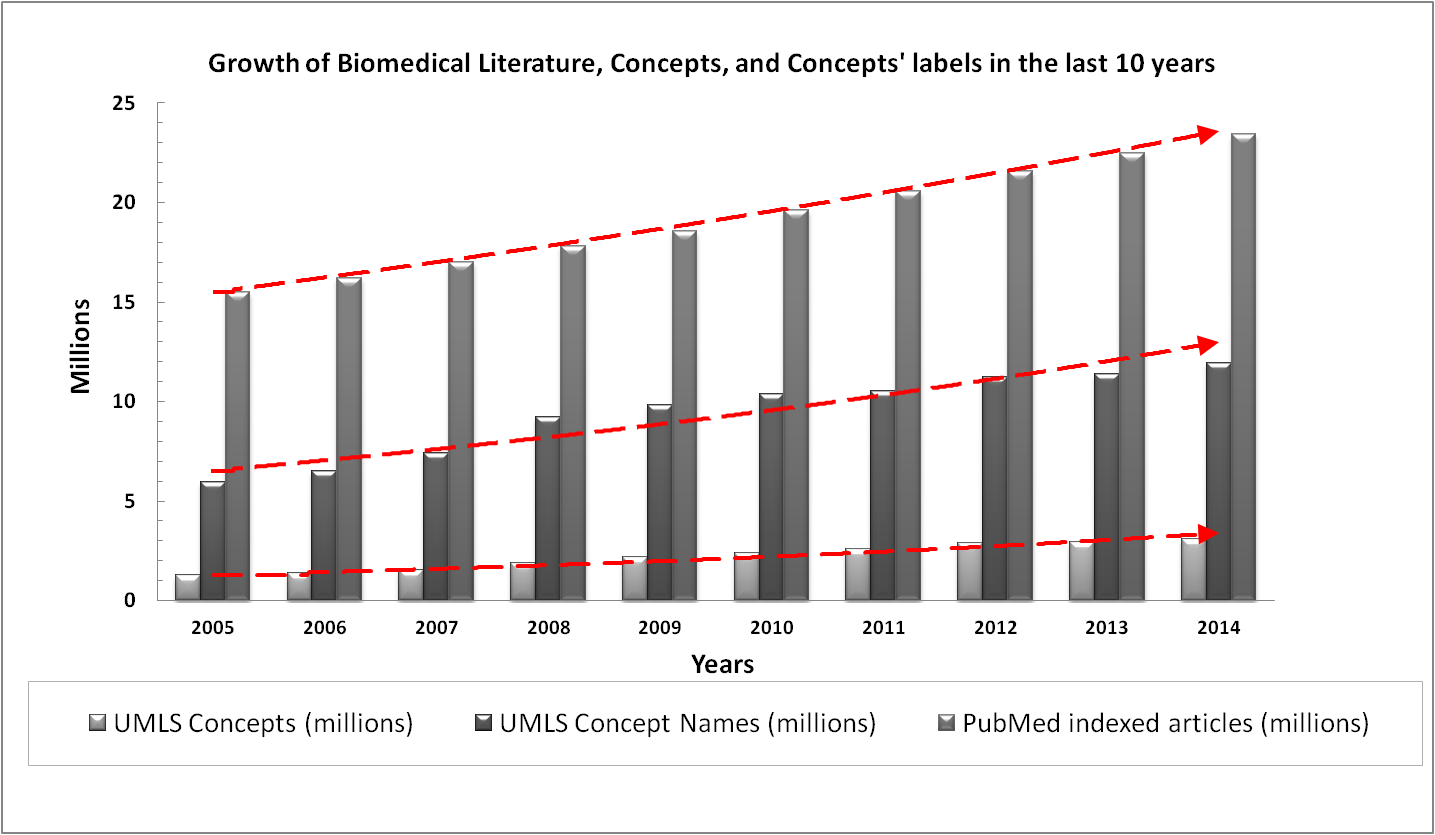 Growth of Biomedical Literature, Concepts, and Concepts' labels in the last 10 years
25
20
15
10
5
0
Millions
2005 2006 2007 2008 2009 2010 2011 2012 2013 2014
Years
UMLS Concepts (millions) UMLS Concept Names (millions) PubMed indexed articles (millions)